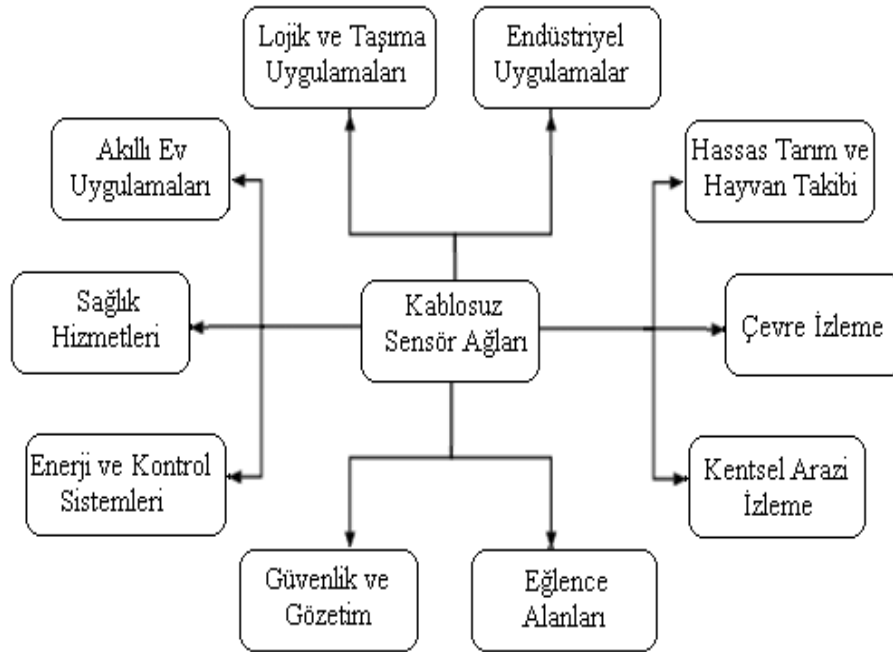 Lojik ve Taşıma
Uygulamaları
Endüstriyel
Uygulamalar
Akıllı Ev
Uygulamaları
Hassas Tarım ve
Hayvan Takibi
Sağlık
Hizmetleri
Kablosuz
Sensör Ağları
Çevre İzleme
Enerji ve Kontrol
Sistemleri
Kentsel Arazi
İzleme
Güvenlik ve
Gözetim
Eğlence
Alanları